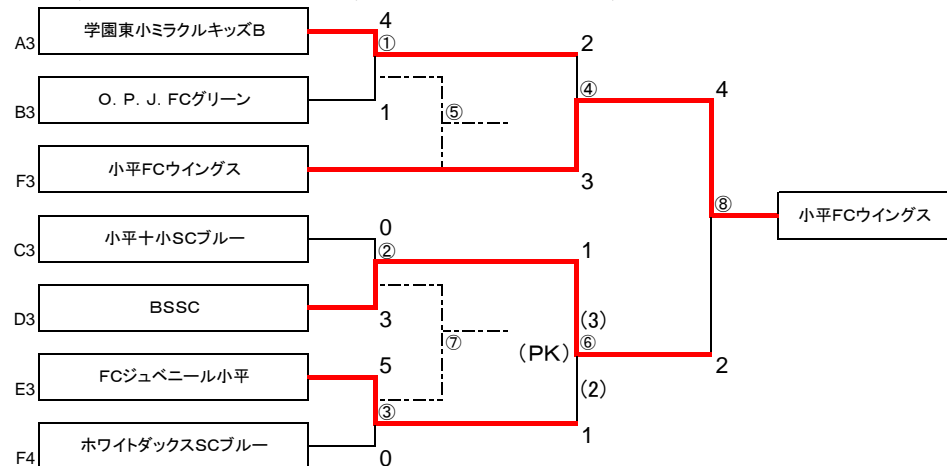 4
A3 学園東小ミラクルキッズB
① 2
B3 O. P. J. FCグリーン
④ 4
1 ⑤
F3 小平FCウイングス
3
⑧ 小平FCウイングス
0
C3 小平十小SCブルー
② 1
D3 BSSC
3 (3)
⑦ (PK) ⑥
5 2
E3 FCジュベニール小平
(2)
③ 1
F4 ホワイトダックスSCブルー
0